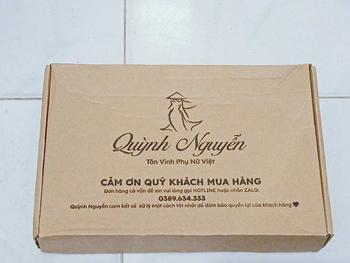 Quỳnh Nguyễn
Tôn Vinh Phụ Nữ Việt
CẢM ƠN QUÝ KHÁCH MUA HÀNG
Đơn hàng có vấn đề xin vui lòng gọi HOTLINE hoặc nhắn ZALO:
0389.634.333
Quỳnh Nguyễn cam kết sẽ xử lý một cách tốt nhất để đảm bảo quyền lợi của khách hàng